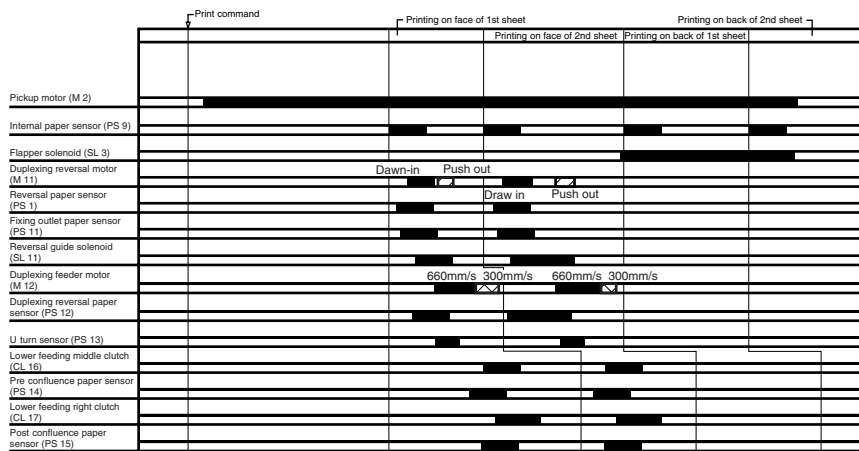 Print command
Printing on face of 1st sheet
Printing on back of 2nd sheet
Printing on face of 2nd sheet
Printing on back of 1st sheet
Pickup motor (M 2)
Internal paper sensor (PS 9)
Flapper solenoid (SL 3)
Duplexing reversal motor
(M 11)
Dawn-in
Push out
Reversal paper sensor
(PS 1)
Draw in
Push out
Fixing outlet paper sensor
(PS 11)
Reversal guide solenoid
(SL 11)
Duplexing feeder motor
(M 12)
660mm/s
300mm/s
660mm/s
300mm/s
Duplexing reversal paper
sensor (PS 12)
U turn sensor (PS 13)
Lower feeding middle clutch
(CL 16)
Pre confluence paper sensor
(PS 14)
Lower feeding right clutch
(CL 17)
Post confluence paper
sensor (PS 15)